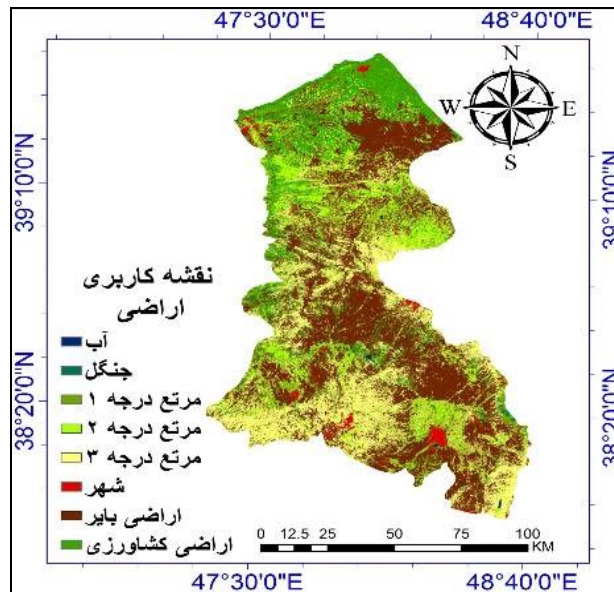 47°30'0"E 48°40'0"E
N
W E
S
39°10'0"N 39°10'0"N
نقشه کاربری
اراضی
آب
جنگل
مرتع درجه ۱
مرتع درجه ۲
مرتع درجه ۳
شهر
اراضی بایر
اراضی کشاورزی
38°20'0"N 38°20'0"N
0 12.5 25 50 75 100
KM
47°30'0"E 48°40'0"E